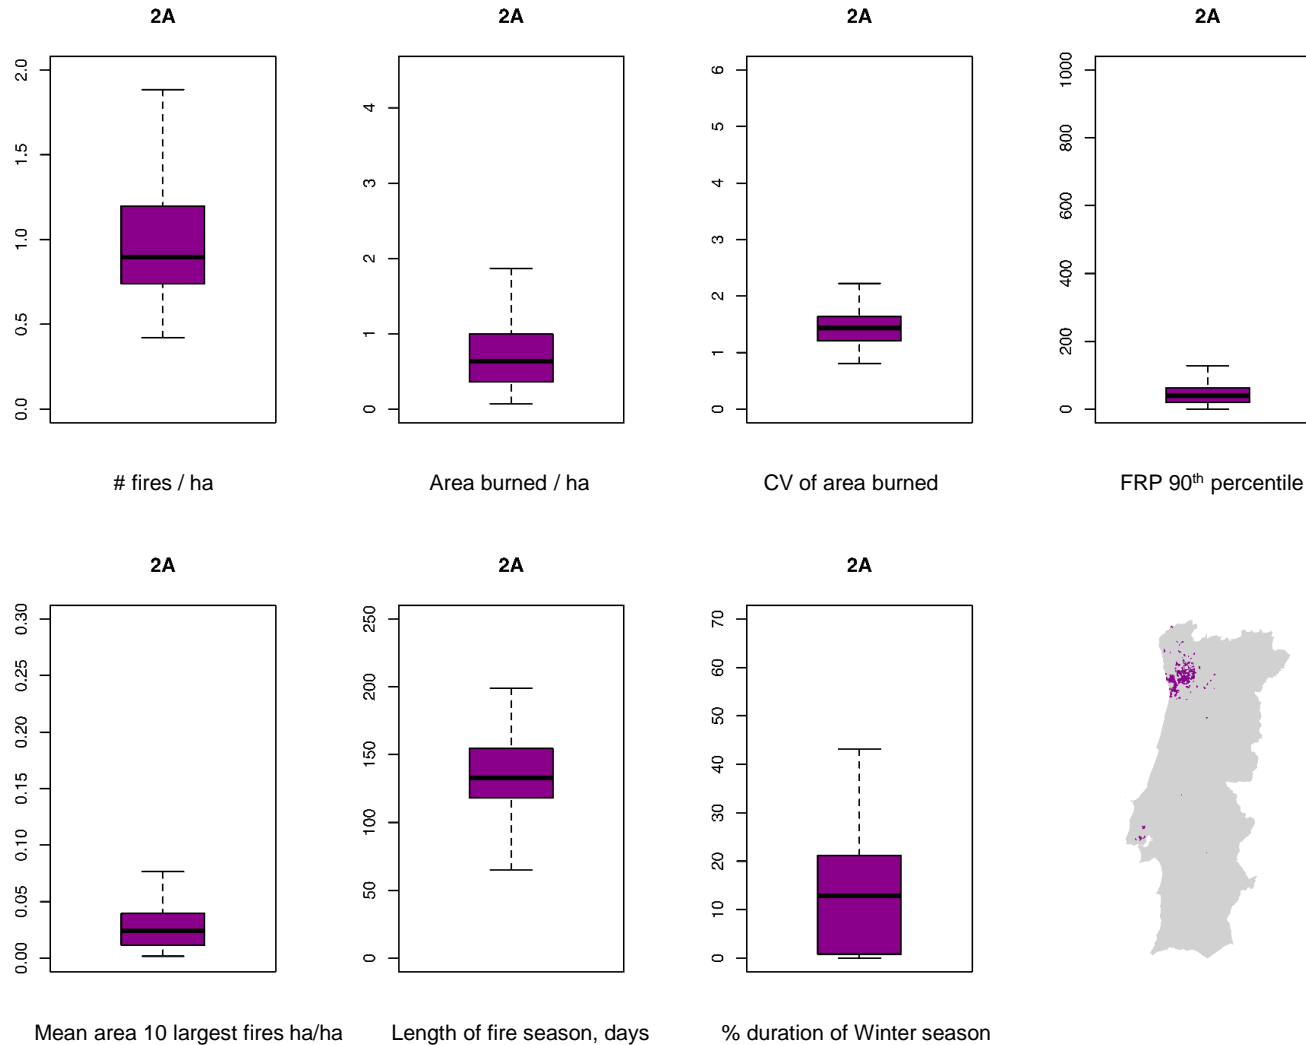 2A
2A
2A
2A
0.0 0.5 1.0 1.5 2.0
0 1 2 3 4
0 1 2 3 4 5 6
0 200 400 600 800 1000
# fires / ha
Area burned / ha
CV of area burned
FRP 90th percentile
2A
2A
2A
0.00 0.05 0.10 0.15 0.20 0.25 0.30
0 50 100 150 200 250
0 10 20 30 40 50 60 70
Mean area 10 largest fires ha/ha
Length of fire season, days
% duration of Winter season